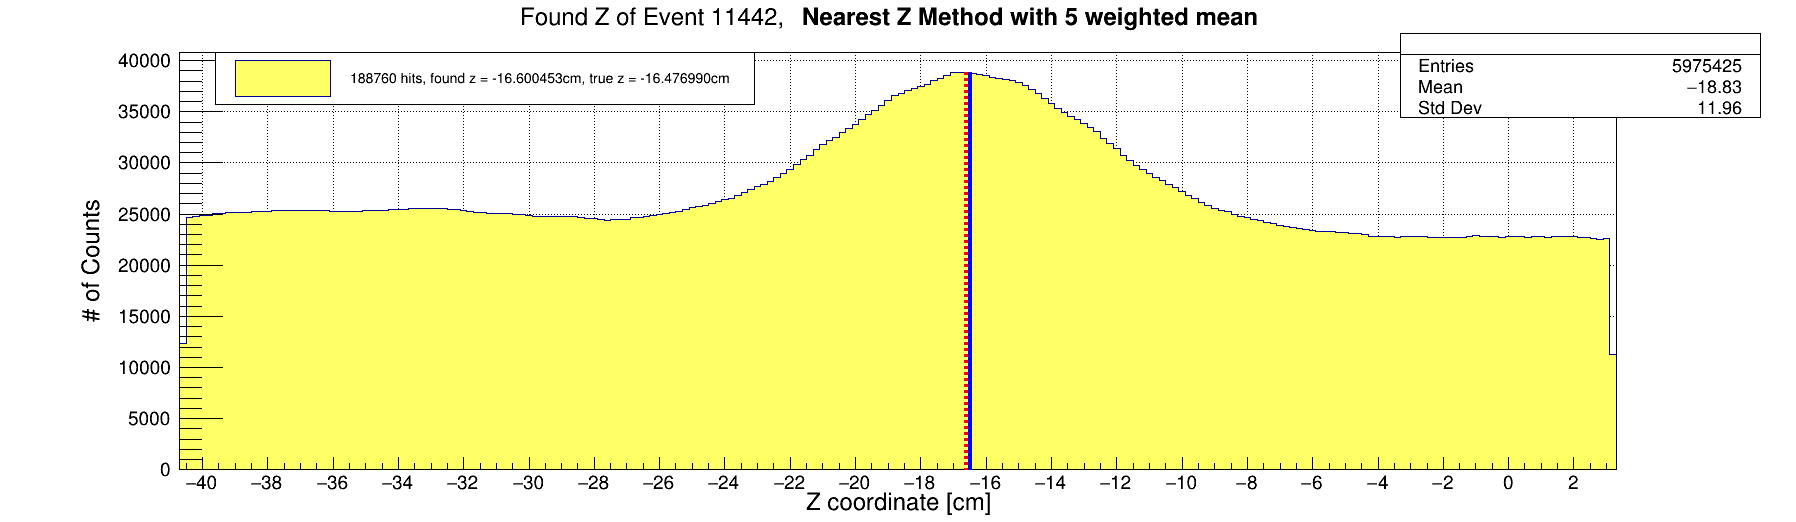 Found Z of Event 11442, Nearest Z Method with 5 weighted mean
188760 hits, found z = -16.600453cm, true z = -16.476990cm
Entries 5975425
Mean −18.83
Std Dev 11.96
# of Counts
40000
35000
30000
25000
20000
15000
10000
5000
0
−40 −38 −36 −34 −32 −30 −28 −26 −24 −22 −20 −18 −16 −14 −12 −10 −8 −6 −4 −2 0 2
Z coordinate [cm]